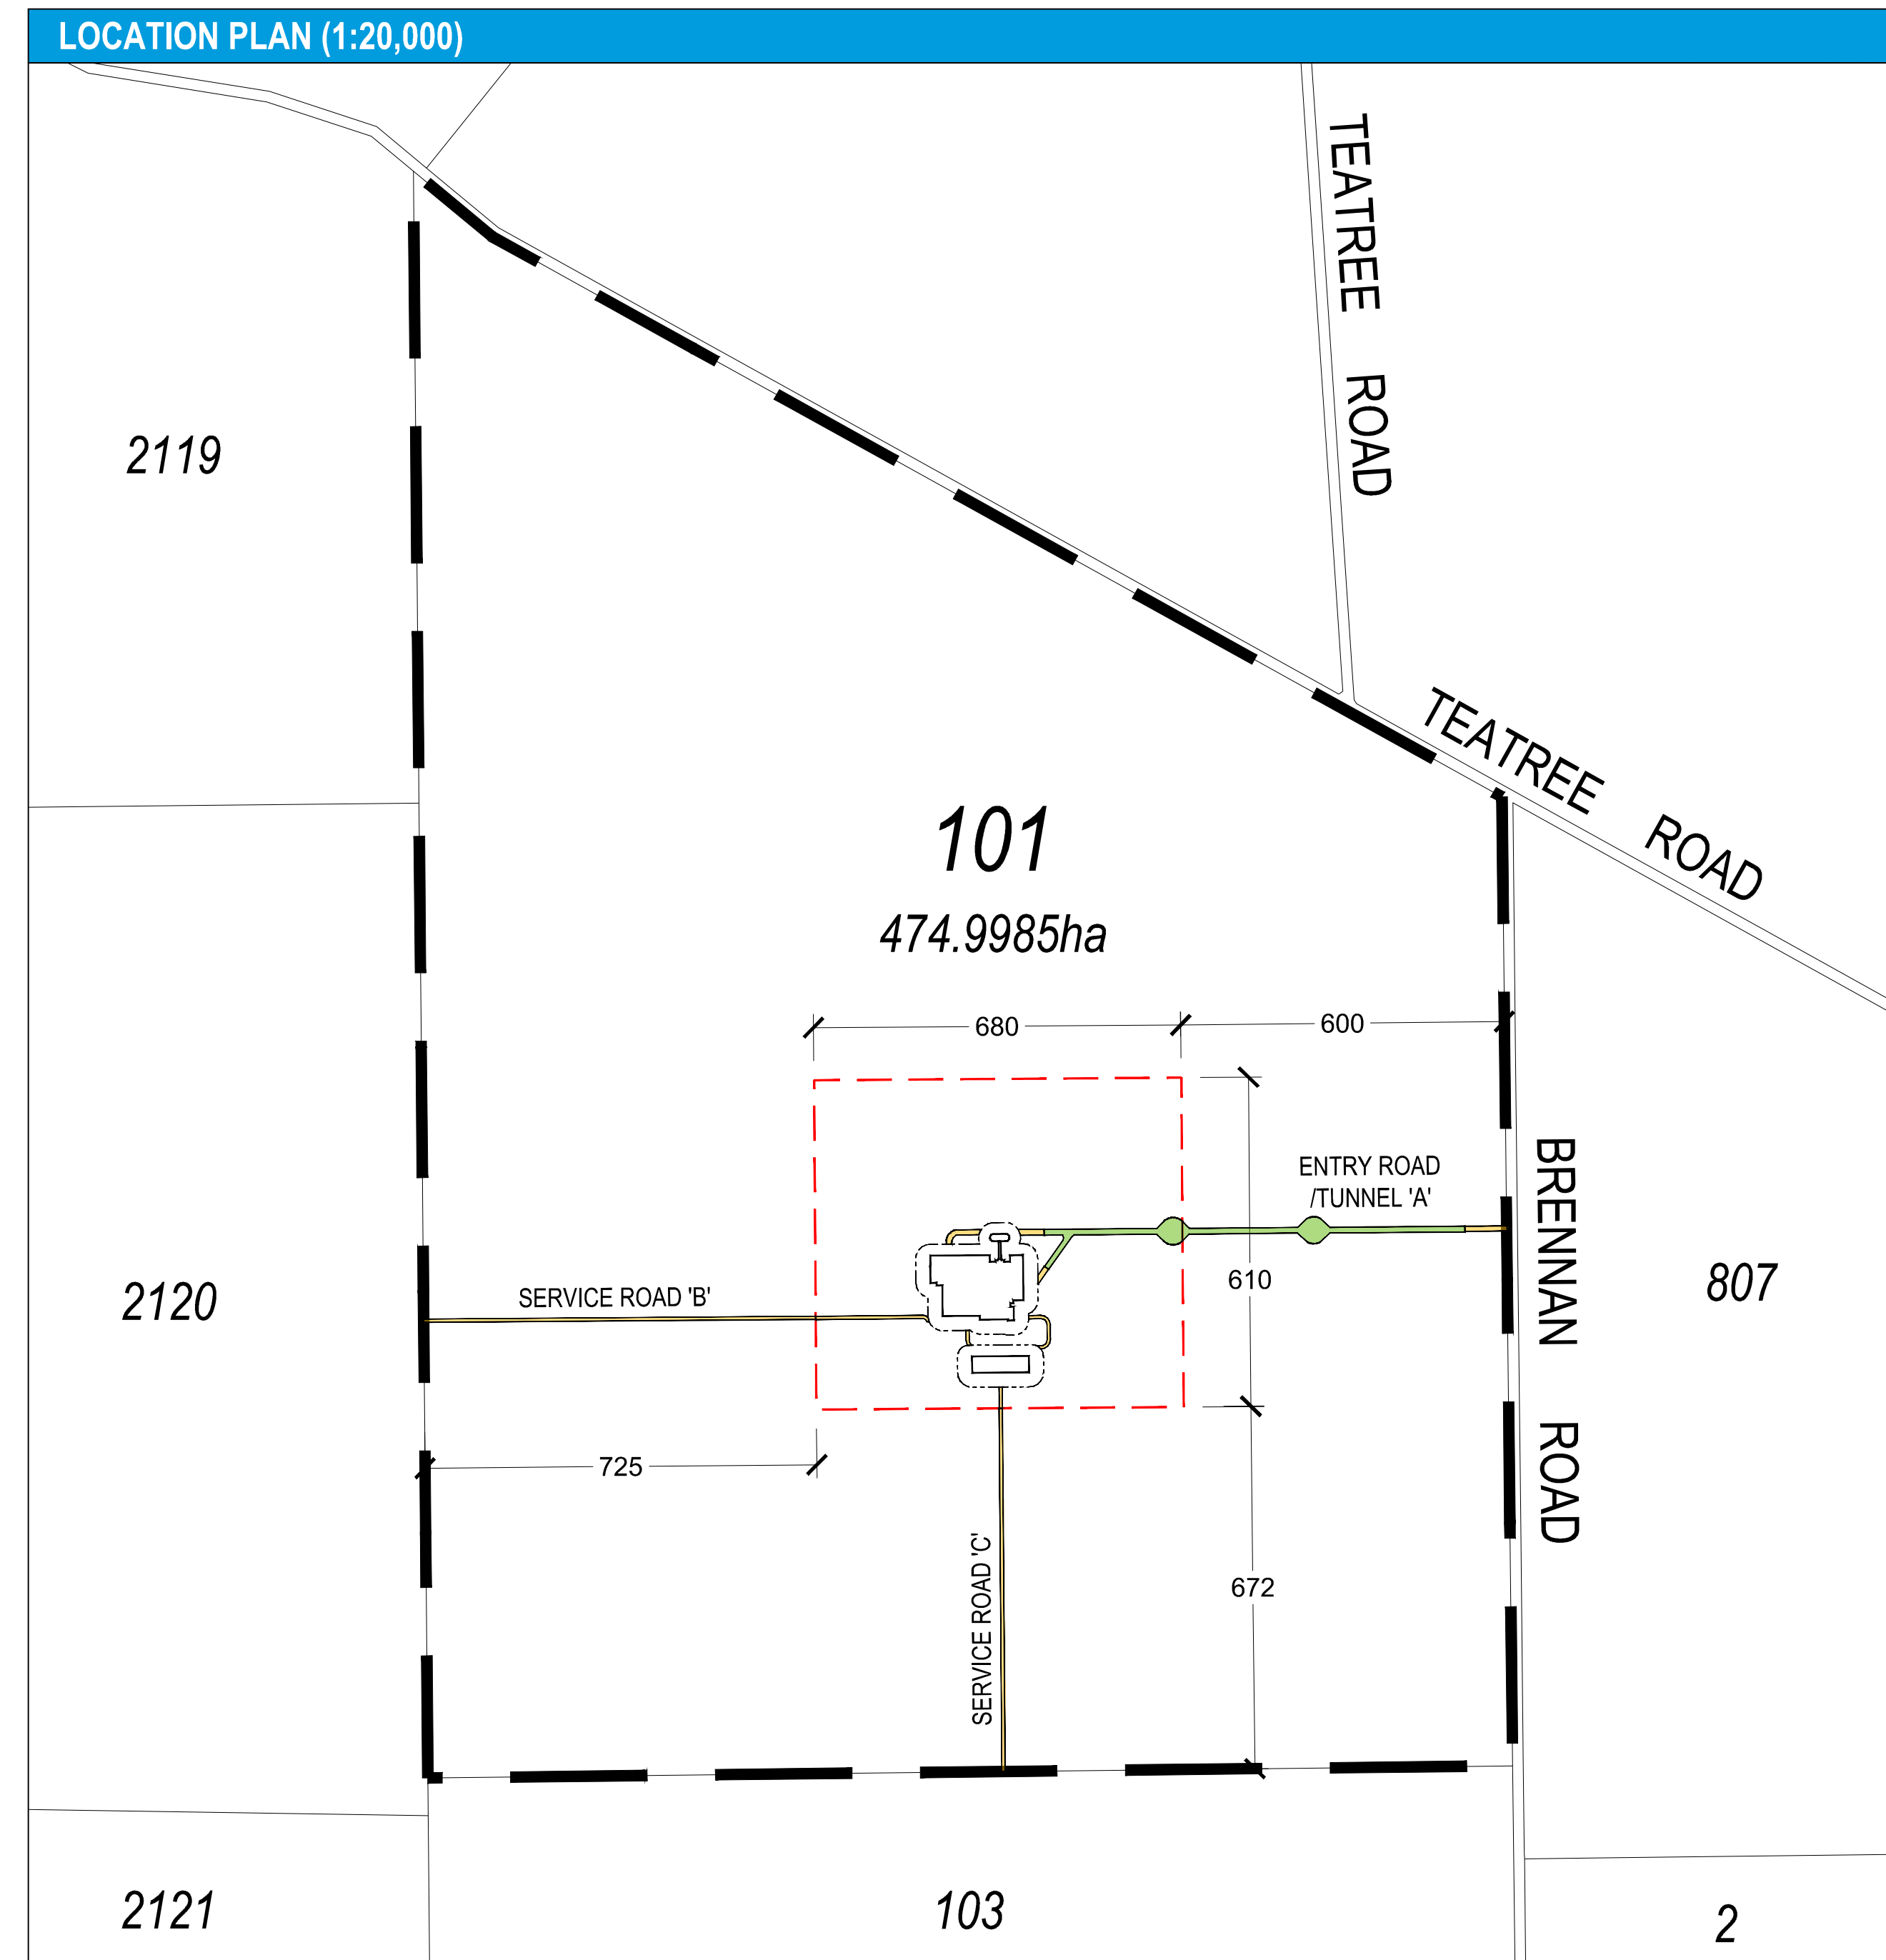 LOCATION PLAN (1:20,000)
TEATREE ROAD
2119
TEATREE ROAD
101
474.9985ha
680
600
ENTRY ROAD
/TUNNEL 'A'
BRENNAN ROAD
610
807
2120
SERVICE ROAD 'B'
725
SERVICE ROAD 'C'
672
2121
103
2